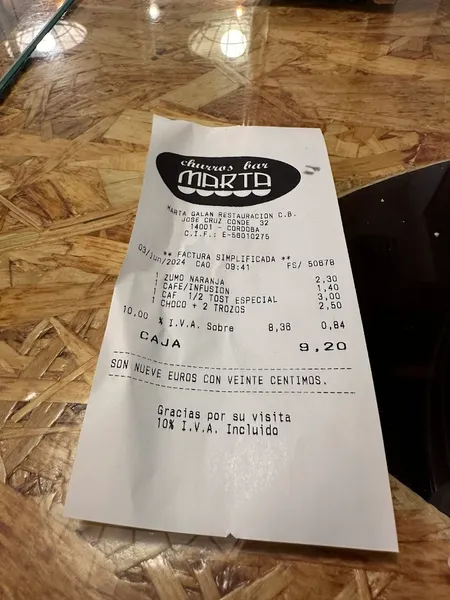 churros bar
MARTA
MARTA GALAN RESTAURACION C.B.
JOSE CRUZ CONDE 32
14001 - CORDOBA
C.I.F.: E-56010275
** FACTURA SIMPLIFICADA **
03/jun/2024 CAO 09:41 FS/ 50678
1 ZUMO NARANJA 2,30
1 CAFE/INFUSION 1,40
1 CAF 1/2 TOST ESPECIAL 3,00
1 CHOCO + 2 TROZOS 2,50
10,00 % I.V.A. Sobre 8,36 0,84
CAJA 9,20
SON NUEVE EUROS CON VEINTE CENTIMOS.
Gracias por su visita
10% I.V.A. Incluido